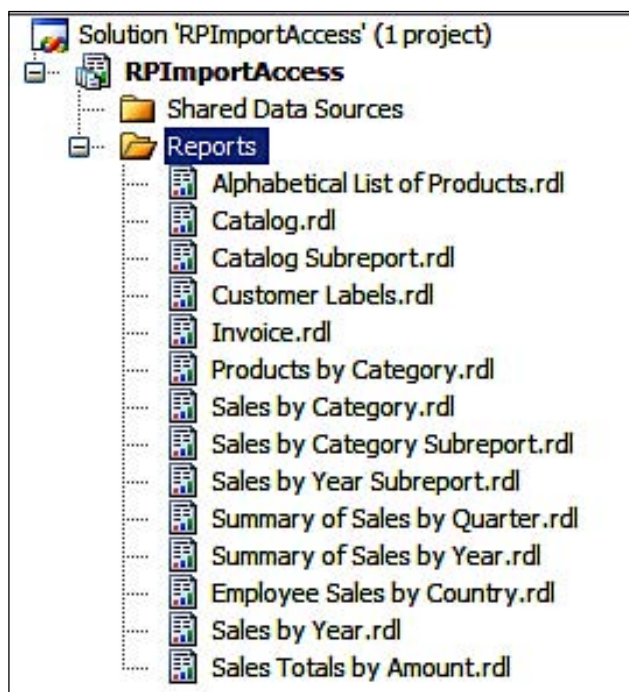 Solution 'RPImportAccess' (1 project)
RPImportAccess
Shared Data Sources
Reports
Alphabetical List of Products.rdl
Catalog.rdl
Catalog Subreport.rdl
Customer Labels.rdl
Invoice.rdl
Products by Category.rdl
Sales by Category.rdl
Sales by Category Subreport.rdl
Sales by Year Subreport.rdl
Summary of Sales by Quarter.rdl
Summary of Sales by Year.rdl
Employee Sales by Country.rdl
Sales by Year.rdl
Sales Totals by Amount.rdl